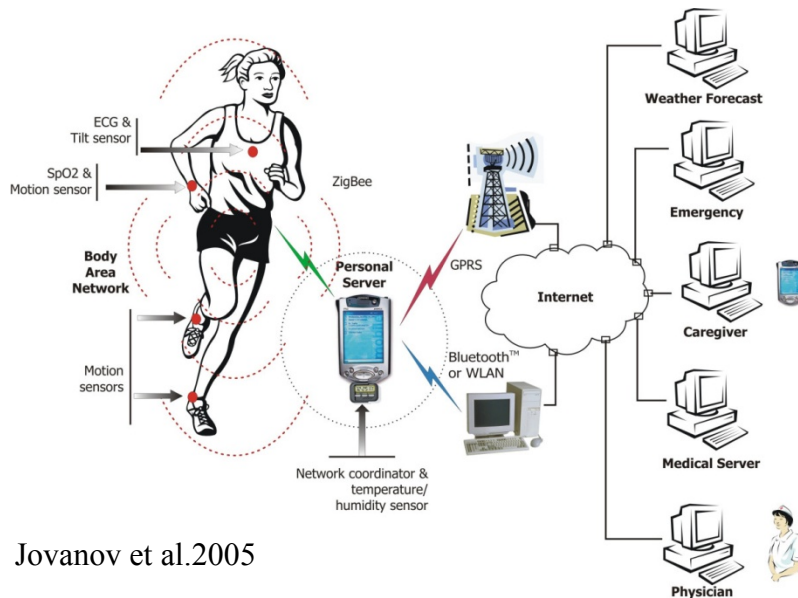 Weather Forecast
ECG &
Tilt sensor
SpO2 &
Motion sensor
ZigBee
Emergency
Body
Area
Network
Personal
Server
GPRS
Internet
Caregiver
Motion
sensors
Bluetooth™
or WLAN
Medical Server
Network coordinator &
temperature/
humidity sensor
Jovanov et al.2005
Physician